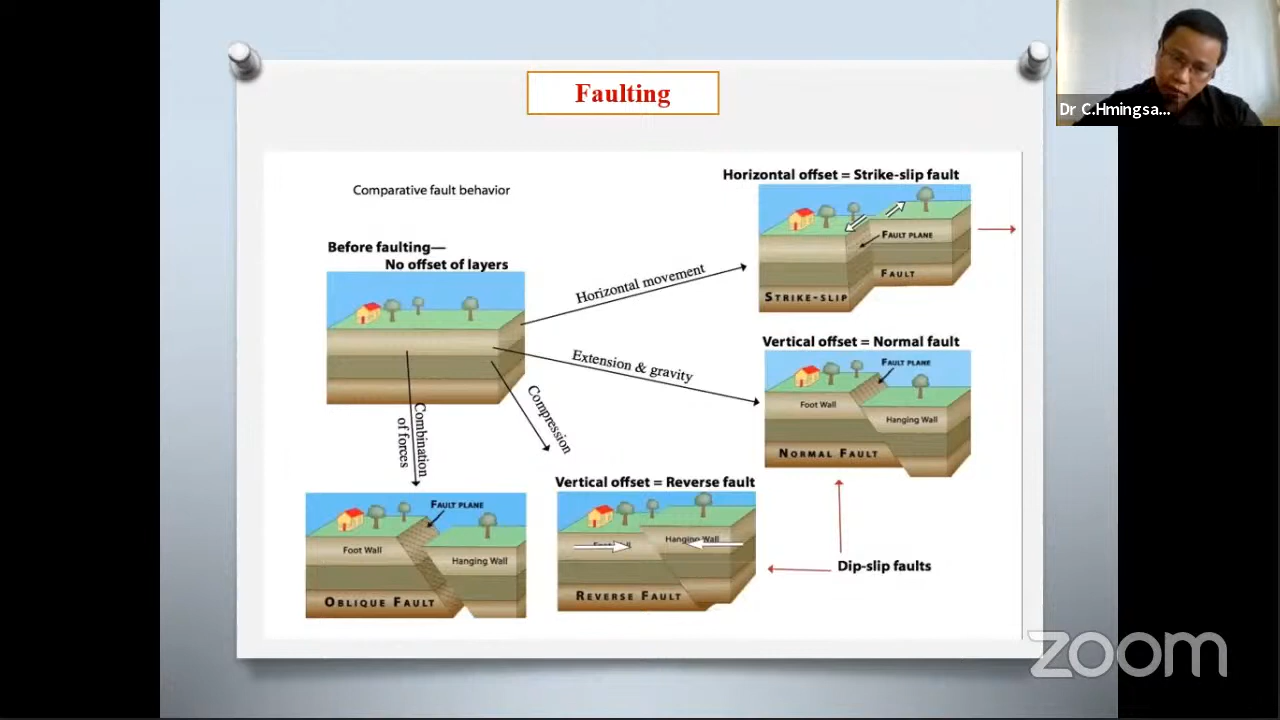 Faulting
Dr C.Hmingsa...
Comparative fault behavior
Horizontal offset = Strike-slip fault
FAULT PLANE
FAULT
STRIKE-SLIP
Before faulting—
No offset of layers
Horizontal movement
Extension & gravity
Compression
Combination
of forces
Vertical offset = Normal fault
FAULT PLANE
Foot Wall
Hanging Wall
NORMAL FAULT
Vertical offset = Reverse fault
Foot Wall
Hanging Wall
REVERSE FAULT
FAULT PLANE
Foot Wall
Hanging Wall
OBLIQUE FAULT
Dip-slip faults
zoom